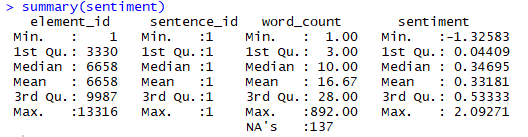 > summary(sentiment)
element_id sentence_id word_count sentiment
Min. : 1 Min. :1 Min. : 1.00 Min. :-1.32583
1st Qu.: 3330 1st Qu.:1 1st Qu.: 3.00 1st Qu.: 0.04409
Median : 6658 Median :1 Median : 10.00 Median : 0.34695
Mean : 6658 Mean :1 Mean : 16.67 Mean : 0.33181
3rd Qu.: 9987 3rd Qu.:1 3rd Qu.: 28.00 3rd Qu.: 0.53333
Max. :13316 Max. :1 Max. :892.00 Max. : 2.09271
NA's :137